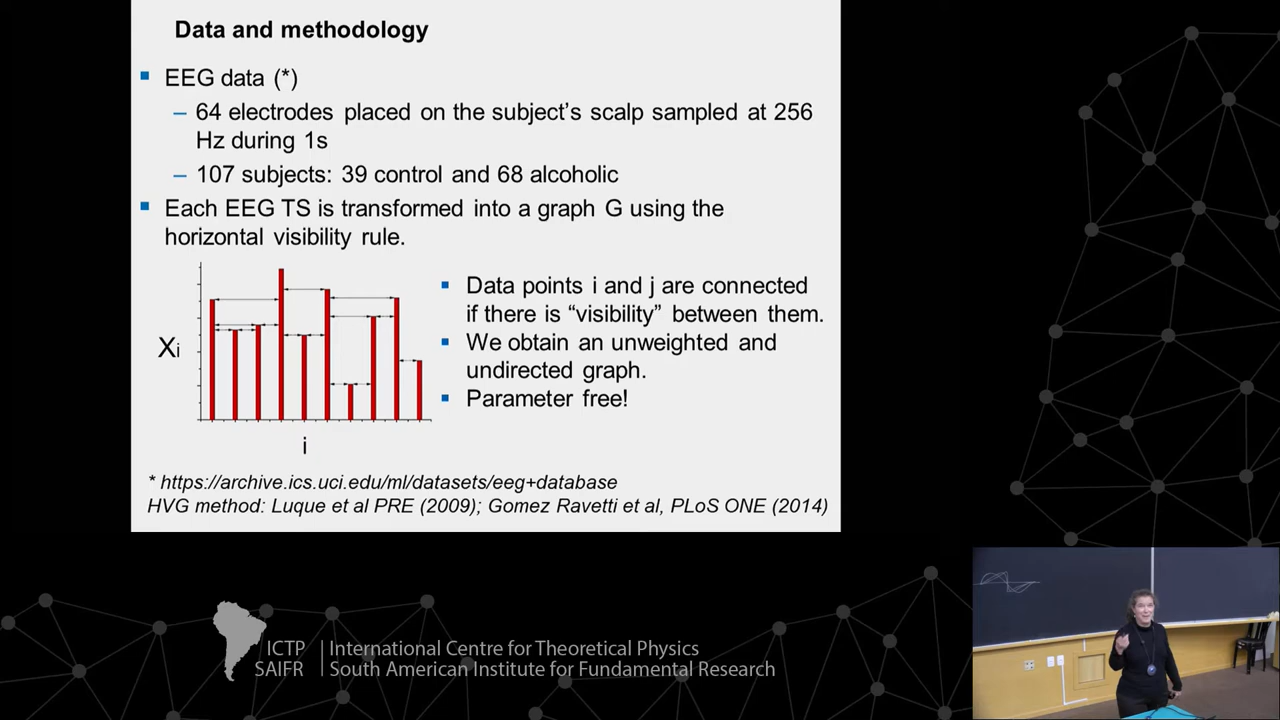 Data and methodology
EEG data (*)
– 64 electrodes placed on the subject's scalp sampled at 256
Hz during 1s
– 107 subjects: 39 control and 68 alcoholic
Each EEG TS is transformed into a graph G using the
horizontal visibility rule.
Data points i and j are connected
if there is “visibility” between them.
We obtain an unweighted and
undirected graph.
Parameter free!
Xi
i
* https://archive.ics.uci.edu/ml/datasets/eeg+database
HVG method: Luque et al PRE (2009); Gomez Ravetti et al, PLoS ONE (2014)
ICTP | International Centre for Theoretical Physics
SAIFR | South American Institute for Fundamental Research